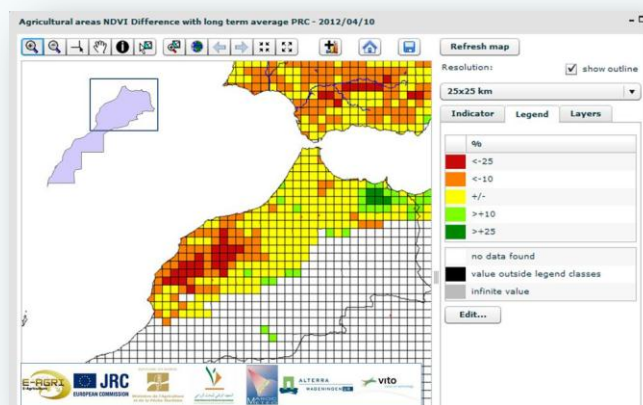 Agricultural areas NDVI Difference with long term average PRC - 2012/04/10
Refresh map
Resolution:
show outline
25x25 km
Indicator
Legend
Layers
%
<-25
<-10
+/-
>+10
>+25
no data found
value outside legend classes
infinite value
Edit...
E-AGRI
JRC
EUROPEAN COMMISSION
ALTERRA
WAGENINGEN UR
vito